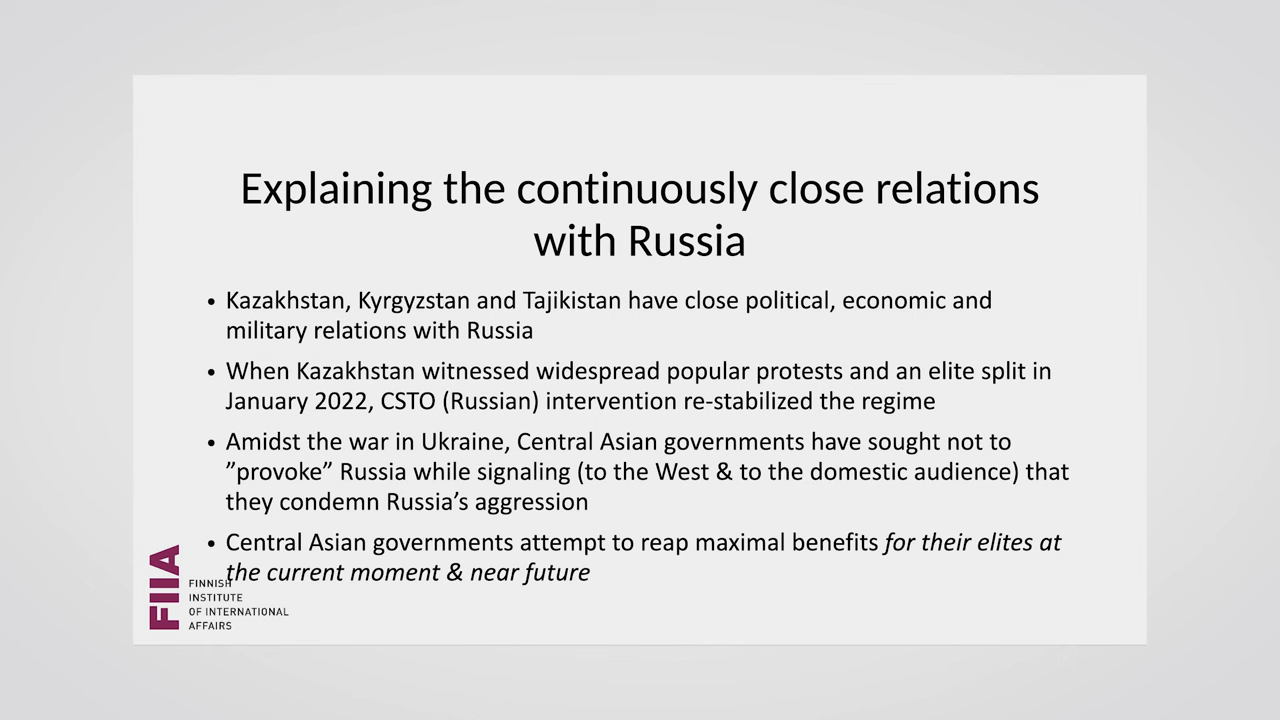 Explaining the continuously close relations
with Russia
• Kazakhstan, Kyrgyzstan and Tajikistan have close political, economic and
military relations with Russia
• When Kazakhstan witnessed widespread popular protests and an elite split in
January 2022, CSTO (Russian) intervention re-stabilized the regime
• Amidst the war in Ukraine, Central Asian governments have sought not to
”provoke” Russia while signaling (to the West & to the domestic audience) that
they condemn Russia’s aggression
• Central Asian governments attempt to reap maximal benefits for their elites at
the current moment & near future
FIIA
FINNISH
INSTITUTE
OF INTERNATIONAL
AFFAIRS